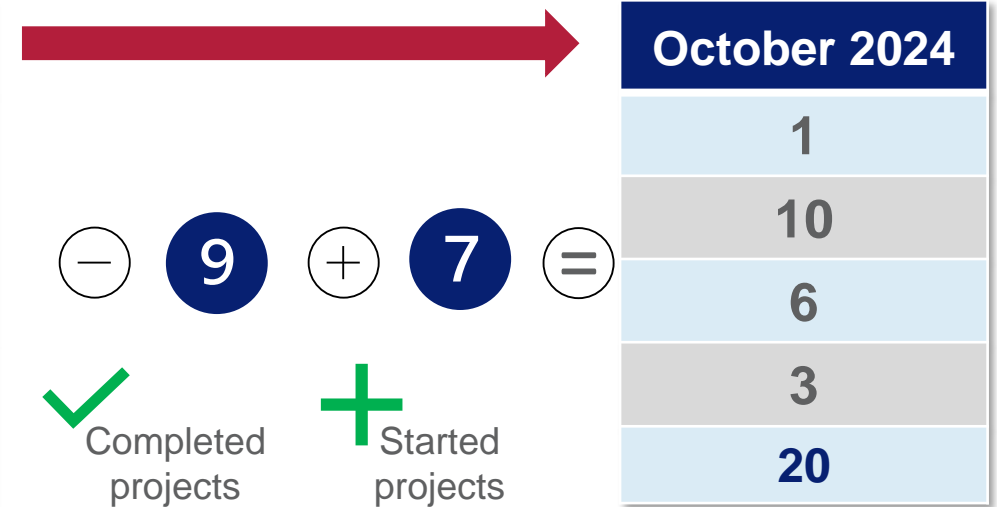 October 2024
1
10
6
3
20
− 9 + 7 =
Completed
projects
Started
projects